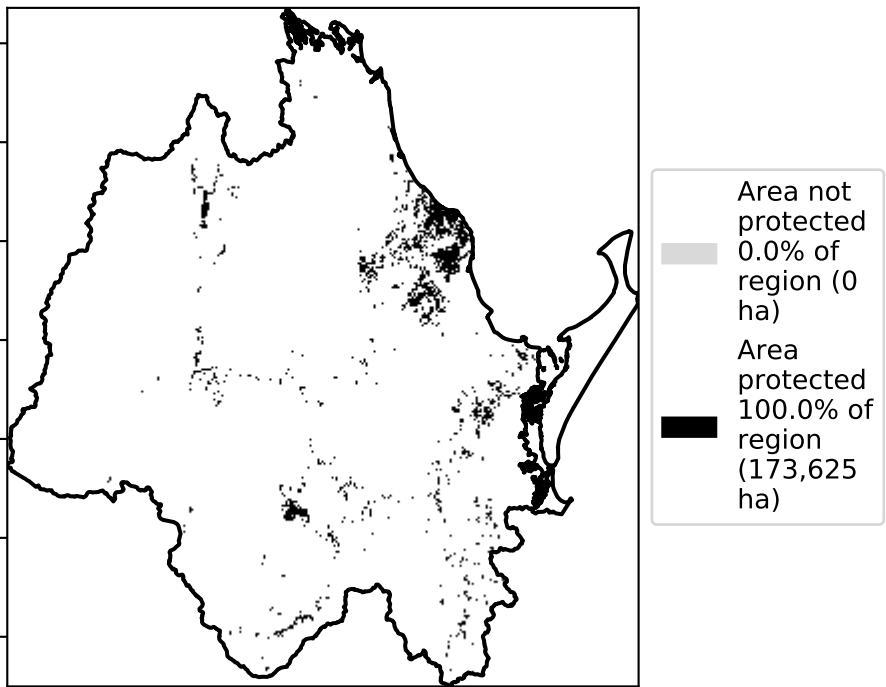 Area not
protected
0.0% of
region (0
ha)
Area
protected
100.0% of
region
(173,625
ha)